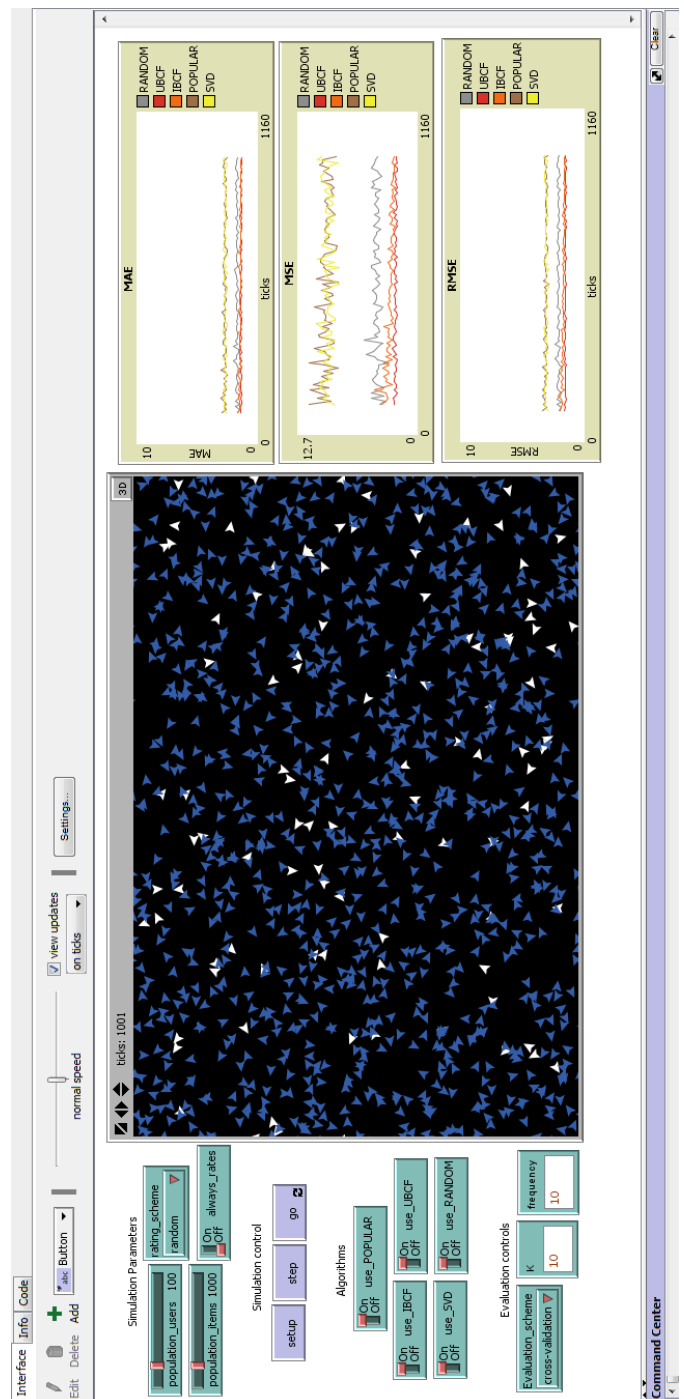 Interface Info Code
Edit Delete Add
abc Button
normal speed
view updates
on ticks
Settings...
Simulation Parameters
population_users 100
rating_scheme
random
population_items 1000
On
Off
always_rates
Simulation control
setup
step
go
Algorithms
On
Off
use_POPULAR
On
Off
use_IBCF
On
Off
use_UBCF
On
Off
use_SVD
On
Off
use_RANDOM
Evaluation controls
Evaluation_scheme
cross-validation
K
10
frequency
10
ticks: 1001
3D
MAE
10
MAE
0
0
ticks
1160
RANDOM
UBCF
IBCF
POPULAR
SVD
MSE
12.7
0
0
1160
RANDOM
UBCF
IBCF
POPULAR
SVD
RMSE
10
RMSE
0
0
ticks
1160
RANDOM
UBCF
IBCF
POPULAR
SVD
Command Center
Clear